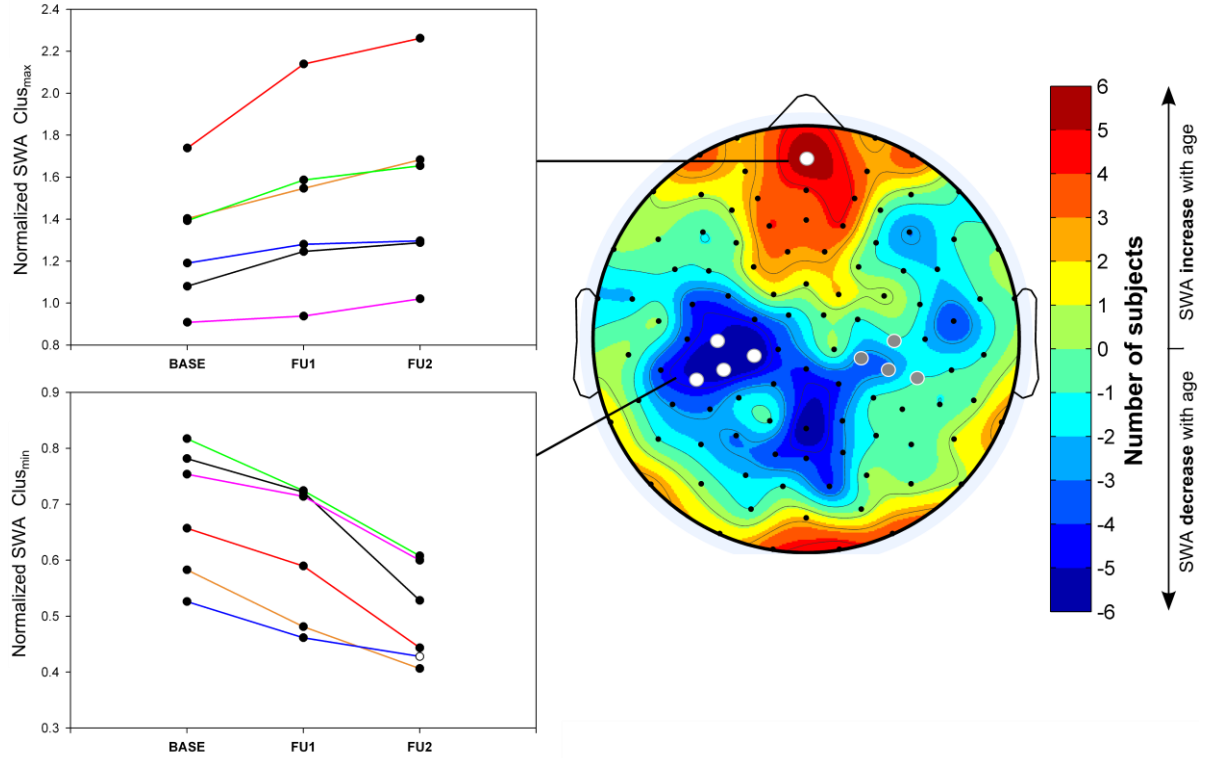 Normalized SWA Clusmax
2.4
2.2
2.0
1.8
1.6
1.4
1.2
1.0
0.8
BASE
FU1
FU2
Normalized SWA Clusmin
0.9
0.8
0.7
0.6
0.5
0.4
0.3
BASE
FU1
FU2
6
5
4
3
2
1
0
-1
-2
-3
-4
-5
-6
Number of subjects
SWA increase with age
SWA decrease with age